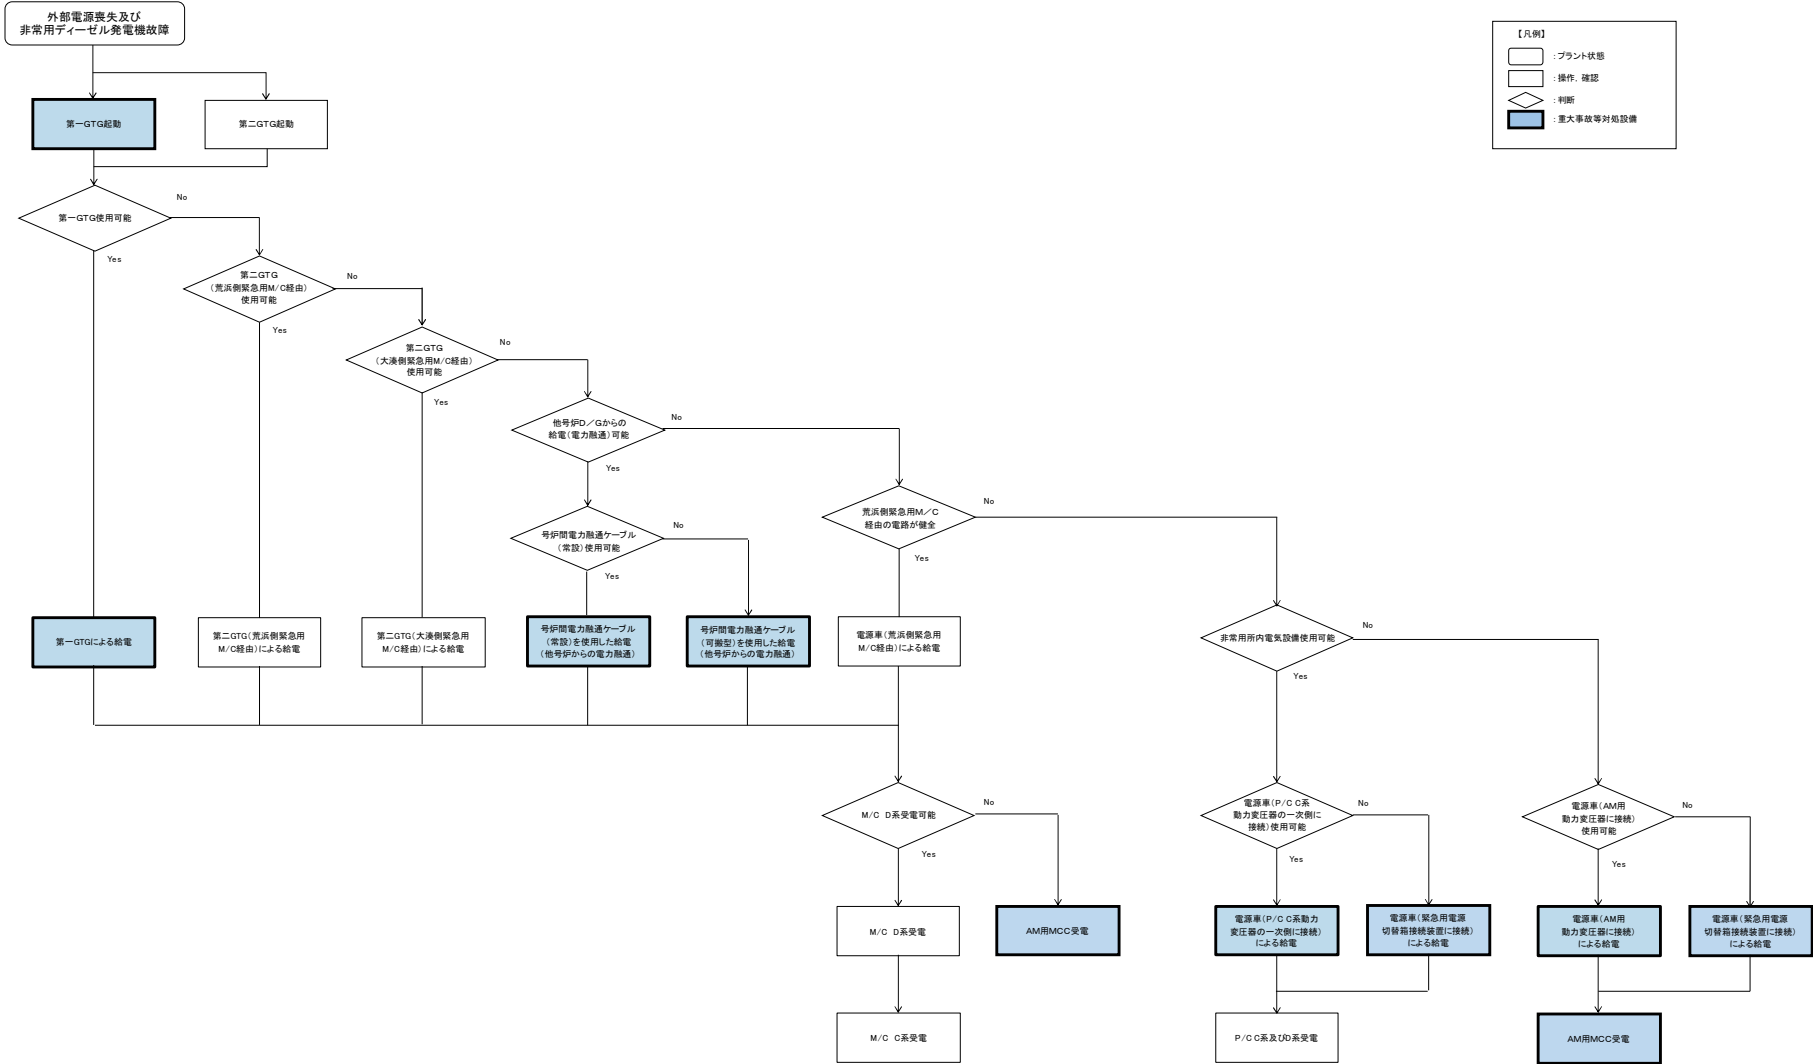 外部電源喪失及び
非常用ディーゼル発電機故障
【凡例】
：プラント状態
：操作，確認
：判断
：重大事故等対処設備
第一GTG起動
第二GTG起動
第一GTG使用可能
No
Yes
第二GTG
（荒浜側緊急用M/C経由）
使用可能
No
Yes
第二GTG
（大湊側緊急用M/C経由）
使用可能
No
Yes
他号炉D／Gからの
給電（電力融通）可能
No
Yes
荒浜側緊急用M／C
経由の電路が健全
No
Yes
号炉間電力融通ケーブル
（常設）使用可能
No
Yes
第一GTGによる給電
第二GTG（荒浜側緊急用
M/C経由）による給電
第二GTG（大湊側緊急用
M/C経由）による給電
号炉間電力融通ケーブル
（常設）を使用した給電
（他号炉からの電力融通）
号炉間電力融通ケーブル
（可搬型）を使用した給電
（他号炉からの電力融通）
電源車（荒浜側緊急用
M/C経由）による給電
非常用所内電気設備使用可能
No
Yes
M/C D系受電可能
No
Yes
電源車（P/C C系
動力変圧器の一次側に
接続）使用可能
No
Yes
電源車（AM用
動力変圧器に接続）
使用可能
No
Yes
M/C D系受電
AM用MCC受電
電源車（P/C C系動力
変圧器の一次側に接続）
による給電
電源車（緊急用電源
切替箱接続装置に接続）
による給電
電源車（AM用
動力変圧器に接続）
による給電
電源車（緊急用電源
切替箱接続装置に接続）
による給電
M/C C系受電
P/C C系及びD系受電
AM用MCC受電